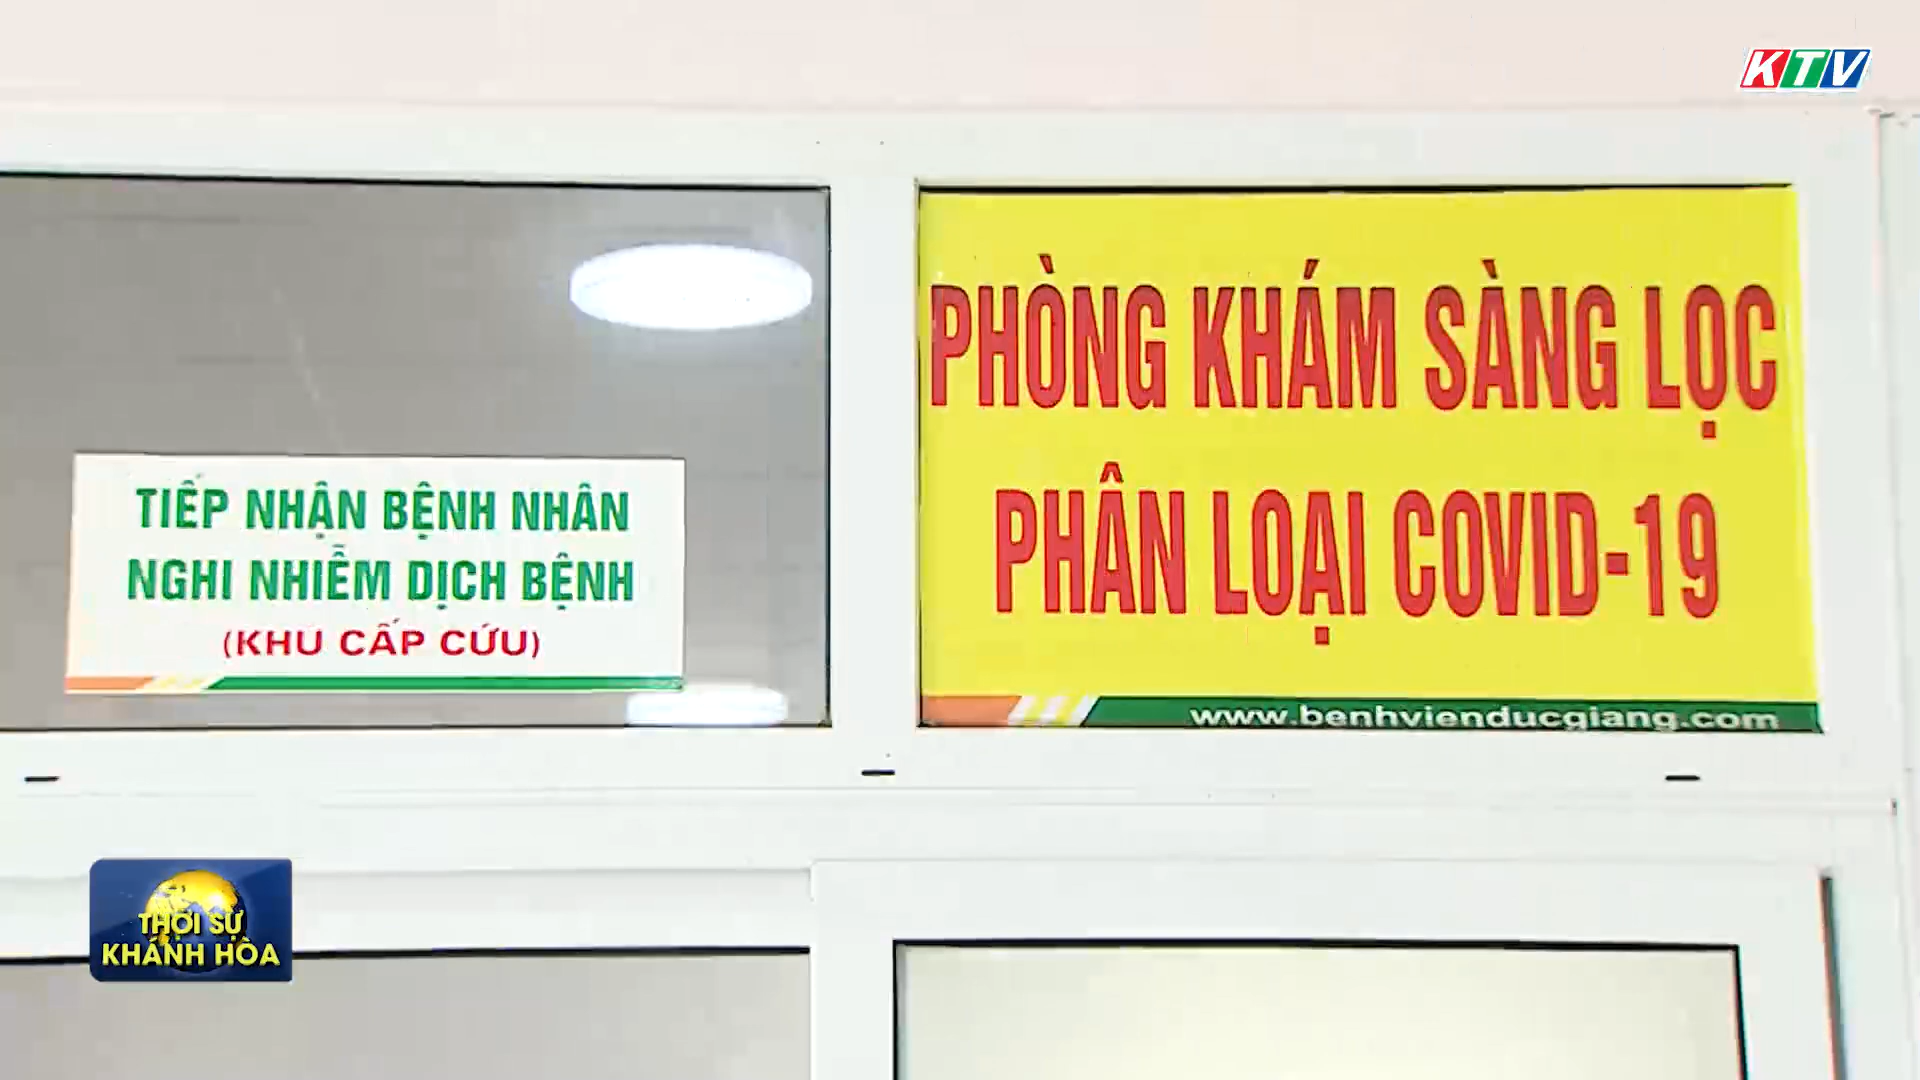 KTV
PHÒNG KHÁM SÀNG LỌC
PHÂN LOẠI COVID-19
www.benhvienducgiang.com
TIẾP NHẬN BỆNH NHÂN
NGHI NHIỄM DỊCH BỆNH
(KHU CẤP CỨU)
THỜI SỰ
KHÁNH HÒA